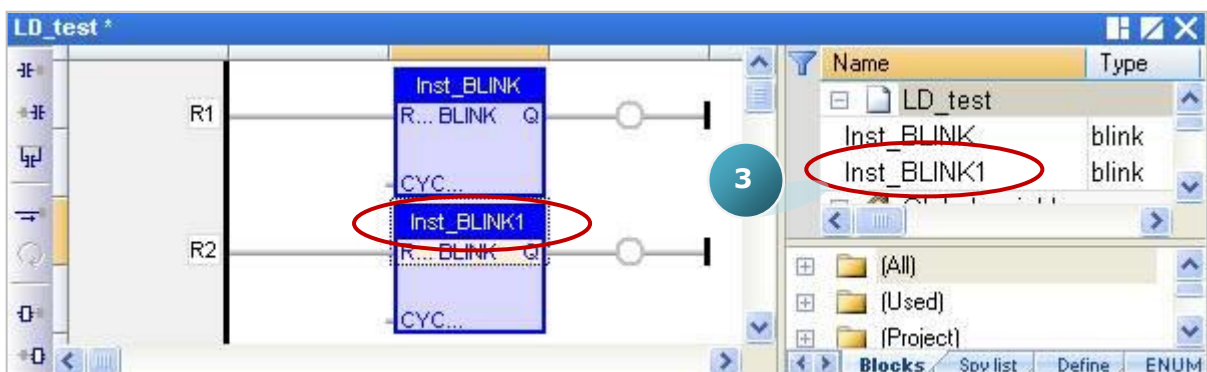 LD_test *
Inst_BLINK
R1
R... BLINK Q
CYC...
Inst_BLINK1
R2
R... BLINK Q
CYC...
3
Name Type
LD_test
Inst_BLINK blink
Inst_BLINK1 blink
(All)
(Used)
(Project)
Blocks Spy list Define ENUM